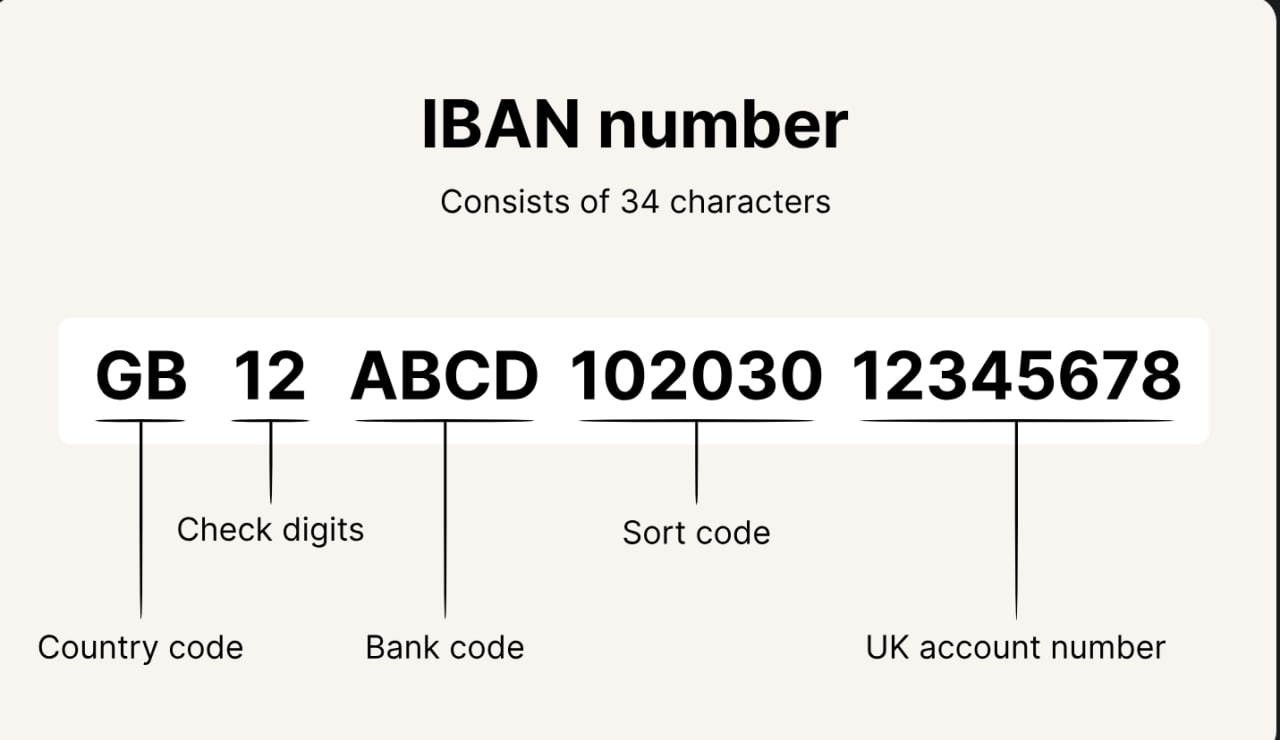 IBAN number
Consists of 34 characters
GB 12 ABCD 102030 12345678
Check digits
Sort code
Country code
Bank code
UK account number